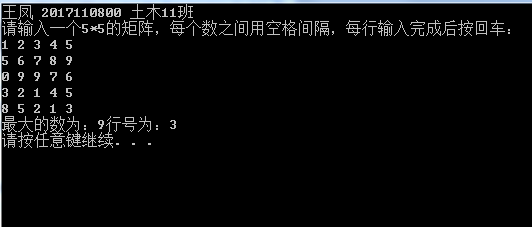 王凤 2017110800 土木11班
请输入一个5*5的矩阵，每个数之间用空格间隔，每行输入完成后按回车：
1 2 3 4 5
5 6 7 8 9
0 9 9 7 6
3 2 1 4 5
8 5 2 1 3
最大的数为：9行号为：3
请按任意键继续. . .